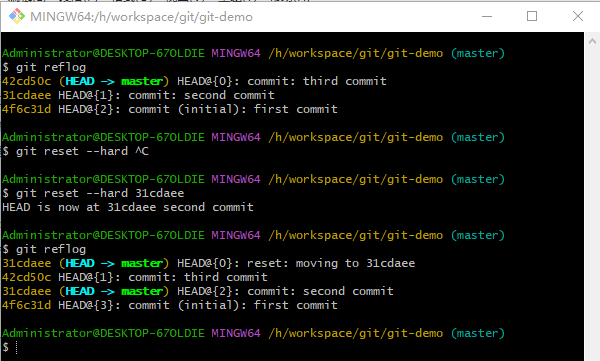 MINGW64:/h/workspace/git/git-demo
Administrator@DESKTOP-67OLDIE MINGW64 /h/workspace/git/git-demo (master)
$ git reflog
42cd50c (HEAD -> master) HEAD@{0}: commit: third commit
31cdaee HEAD@{1}: commit: second commit
4f6c31d HEAD@{2}: commit (initial): first commit
Administrator@DESKTOP-67OLDIE MINGW64 /h/workspace/git/git-demo (master)
$ git reset --hard ^C
Administrator@DESKTOP-67OLDIE MINGW64 /h/workspace/git/git-demo (master)
$ git reset --hard 31cdaee
HEAD is now at 31cdaee second commit
Administrator@DESKTOP-67OLDIE MINGW64 /h/workspace/git/git-demo (master)
$ git reflog
31cdaee (HEAD -> master) HEAD@{0}: reset: moving to 31cdaee
42cd50c HEAD@{1}: commit: third commit
31cdaee (HEAD -> master) HEAD@{2}: commit: second commit
4f6c31d HEAD@{3}: commit (initial): first commit
Administrator@DESKTOP-67OLDIE MINGW64 /h/workspace/git/git-demo (master)
$